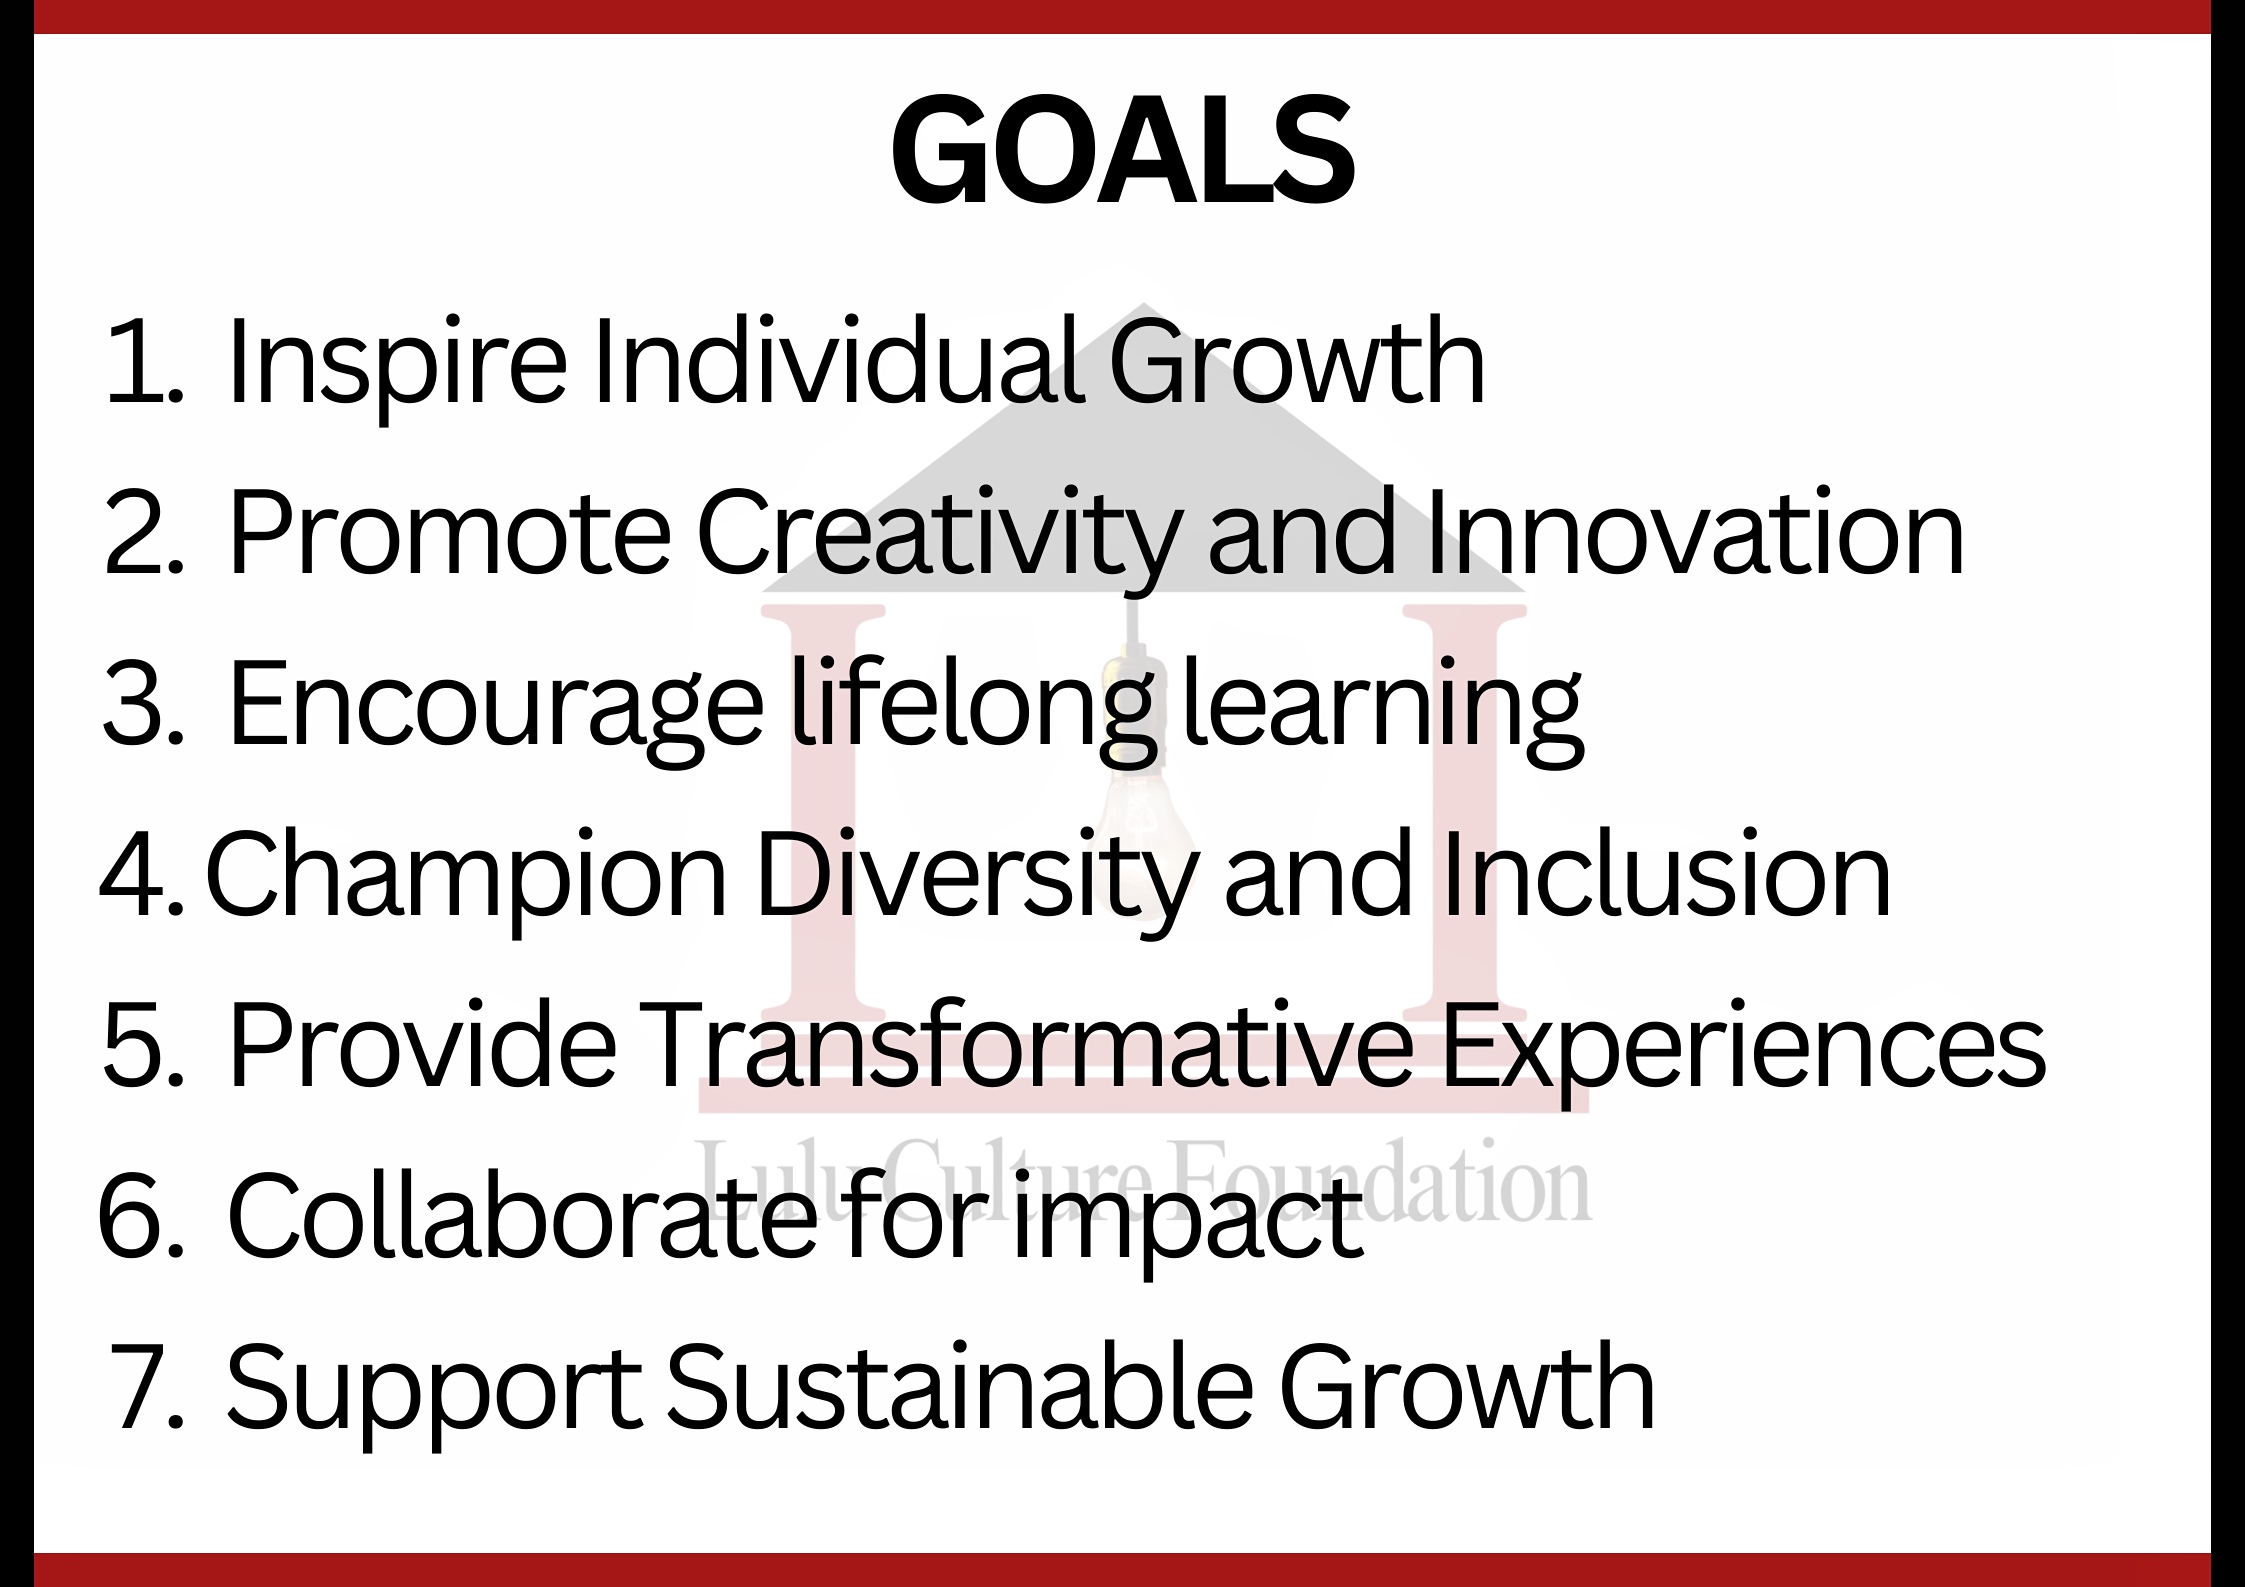 GOALS
1. Inspire Individual Growth
2. Promote Creativity and Innovation
3. Encourage lifelong learning
4. Champion Diversity and Inclusion
5. Provide Transformative Experiences
Lulu Culture Foundation
6. Collaborate for impact
7. Support Sustainable Growth